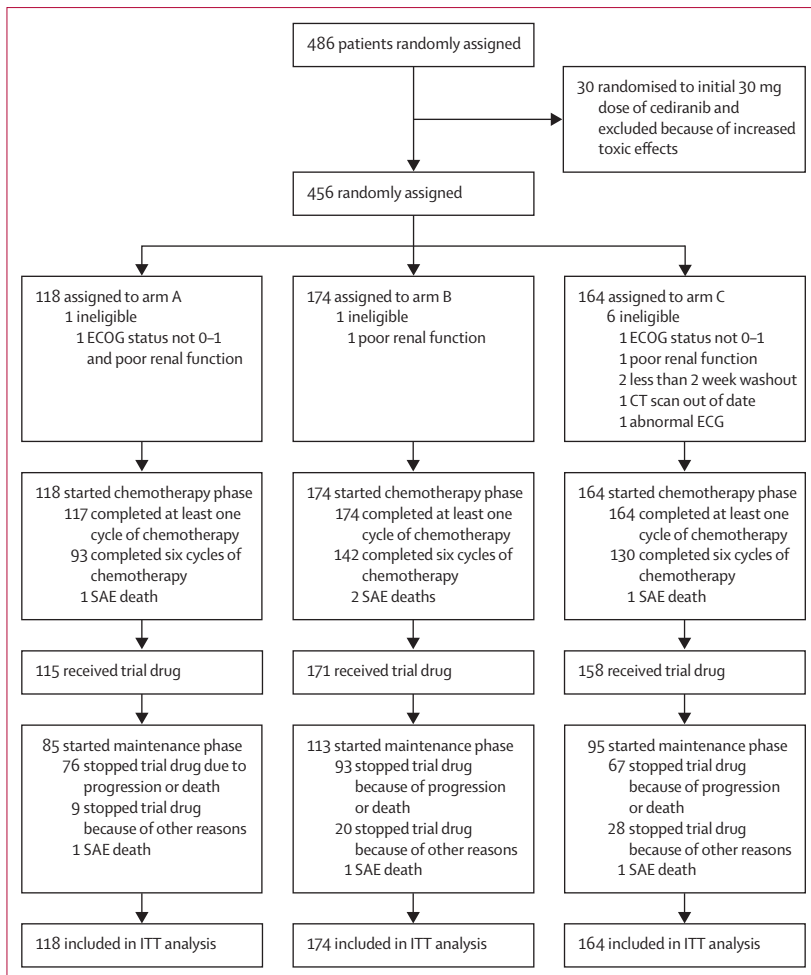 486 patients randomly assigned
30 randomised to initial 30 mg
dose of cediranib and
excluded because of increased
toxic effects
456 randomly assigned
118 assigned to arm A
1 ineligible
1 ECOG status not 0–1
and poor renal function
174 assigned to arm B
1 ineligible
1 poor renal function
164 assigned to arm C
6 ineligible
1 ECOG status not 0–1
1 poor renal function
2 less than 2 week washout
1 CT scan out of date
1 abnormal ECG
118 started chemotherapy phase
117 completed at least one
cycle of chemotherapy
93 completed six cycles of
chemotherapy
1 SAE death
174 started chemotherapy phase
174 completed at least one
cycle of chemotherapy
142 completed six cycles of
chemotherapy
2 SAE deaths
164 started chemotherapy phase
164 completed at least one
cycle of chemotherapy
130 completed six cycles of
chemotherapy
1 SAE death
115 received trial drug
171 received trial drug
158 received trial drug
85 started maintenance phase
76 stopped trial drug due to
progression or death
9 stopped trial drug
because of other reasons
1 SAE death
113 started maintenance phase
93 stopped trial drug
because of progression
or death
20 stopped trial drug
because of other reasons
1 SAE death
95 started maintenance phase
67 stopped trial drug
because of progression
or death
28 stopped trial drug
because of other reasons
1 SAE death
118 included in ITT analysis
174 included in ITT analysis
164 included in ITT analysis